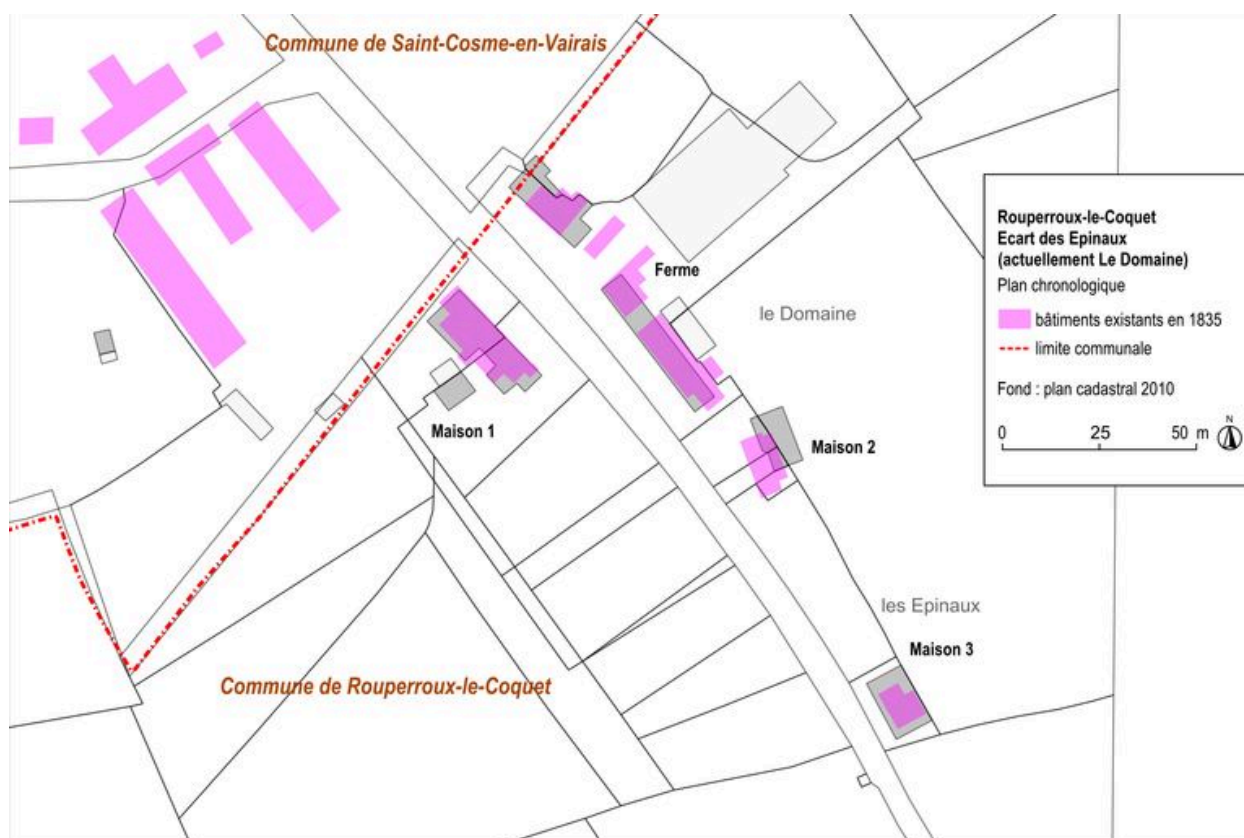 Commune de Saint-Cosme-en-Vairais
Ferme
le Domaine
Maison 1
Maison 2
les Epinaux
Maison 3
Commune de Rouperroux-le-Coquet
Rouperroux-le-Coquet
Ecart des Epinaux
(actuellement Le Domaine)
Plan chronologique
bâtiments existants en 1835
limite communale
Fond : plan cadastral 2010
0 25 50 m
N